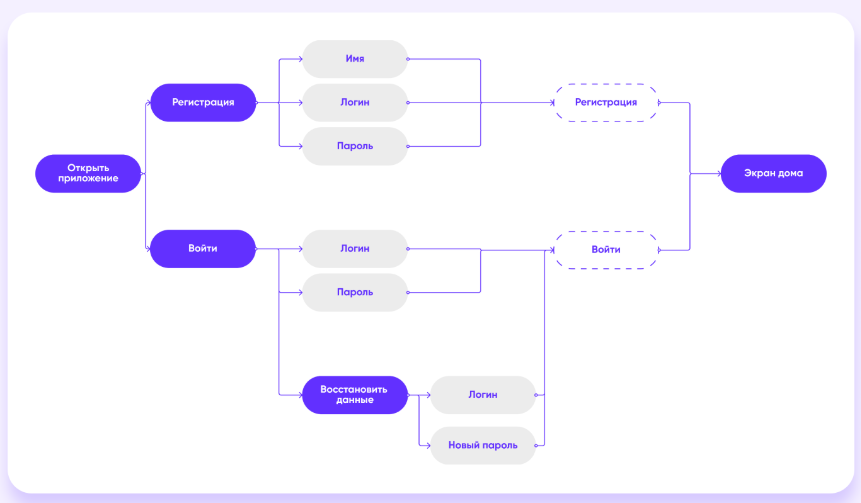 Имя
Регистрация
Логин
Регистрация
Пароль
Открыть
приложение
Экран дома
Войти
Логин
Войти
Пароль
Восстановить
данные
Логин
Новый пароль